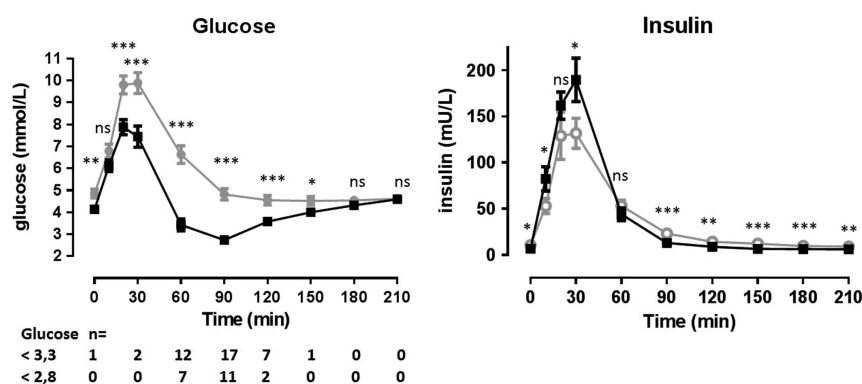 Glucose
glucose (mmol/L)
11
10
9
8
7
6
5
4
3
2
**
ns
***
***
***
***
***
*
ns
ns
0 30 60 90 120 150 180 210
Time (min)
Glucose n=
< 3,3 1 2 12 17 7 1 0 0
< 2,8 0 0 7 11 2 0 0 0
Insulin
insulin (mU/L)
200
150
100
50
0
*
*
ns
*
ns
***
**
***
***
**
0 30 60 90 120 150 180 210
Time (min)